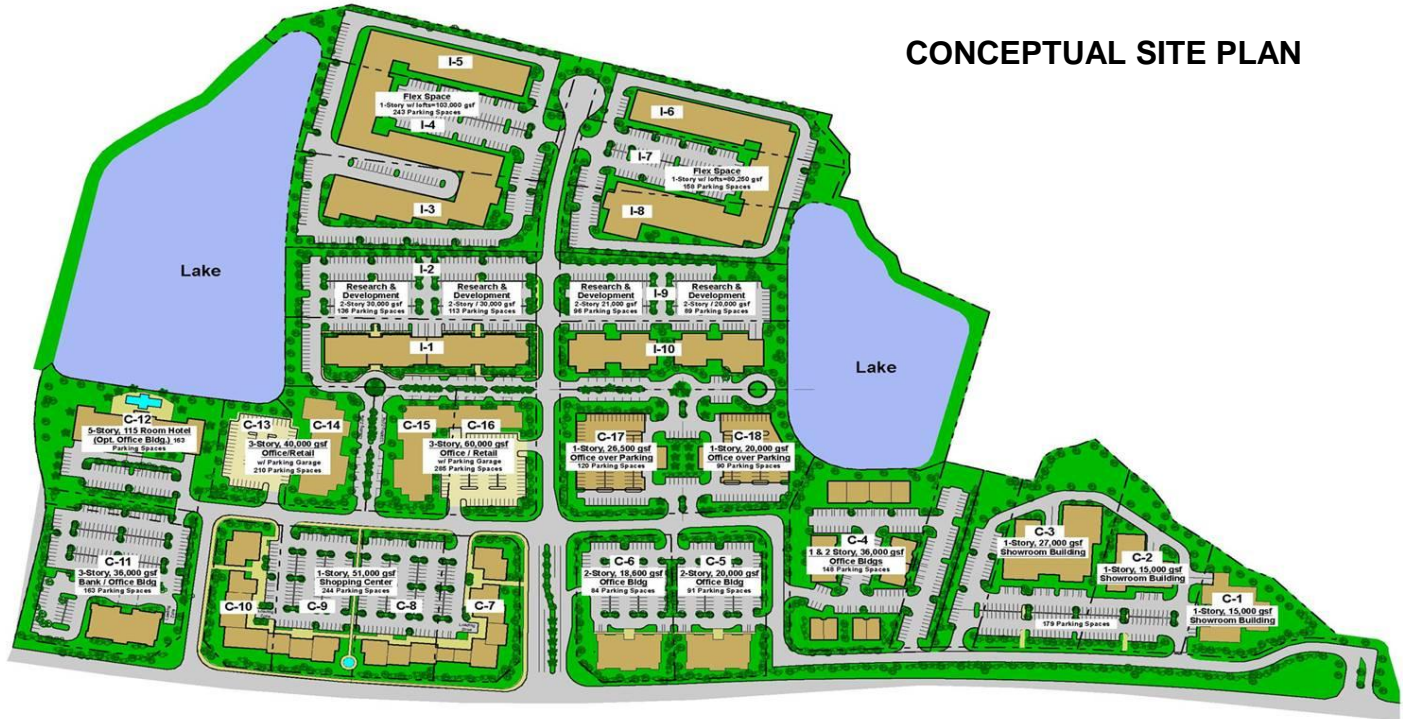 CONCEPTUAL SITE PLAN
I-5
Flex Space
1-Story w/ lofts=103,000 gsf
243 Parking Spaces
I-4
I-3
I-6
I-7
Flex Space
1-Story w/ lofts=80,250 gsf
158 Parking Spaces
I-8
Lake
I-2
Research &
Development
2-Story 30,000 gsf
136 Parking Spaces
Research &
Development
2-Story / 30,000 gsf
113 Parking Spaces
I-1
Research &
Development
2-Story 21,000 gsf
96 Parking Spaces
I-9
Research &
Development
2-Story / 20,000 gsf
89 Parking Spaces
I-10
Lake
C-12
5-Story, 115 Room Hotel
(Opt. Office Bldg.) 163
Parking Spaces
C-13
C-14
3-Story, 40,000 gsf
Office/Retail
w/ Parking Garage
210 Parking Spaces
C-15
C-16
3-Story, 60,000 gsf
Office / Retail
w/ Parking Garage
285 Parking Spaces
C-17
1-Story, 26,500 gsf
Office over Parking
120 Parking Spaces
C-18
1-Story, 20,000 gsf
Office over Parking
90 Parking Spaces
C-11
3-Story, 36,000 gsf
Bank / Office Bldg
163 Parking Spaces
1-Story, 51,000 gsf
Shopping Center
244 Parking Spaces
C-10
C-9
C-8
C-7
C-6
2-Story, 18,600 gsf
Office Bldg
84 Parking Spaces
C-5
2-Story, 20,000 gsf
Office Bldg
91 Parking Spaces
C-4
1 & 2 Story, 36,000 gsf
Office Bldgs
148 Parking Spaces
C-3
1-Story, 27,000 gsf
Showroom Building
C-2
1-Story, 15,000 gsf
Showroom Building
C-1
1-Story, 15,000 gsf
Showroom Building
179 Parking Spaces